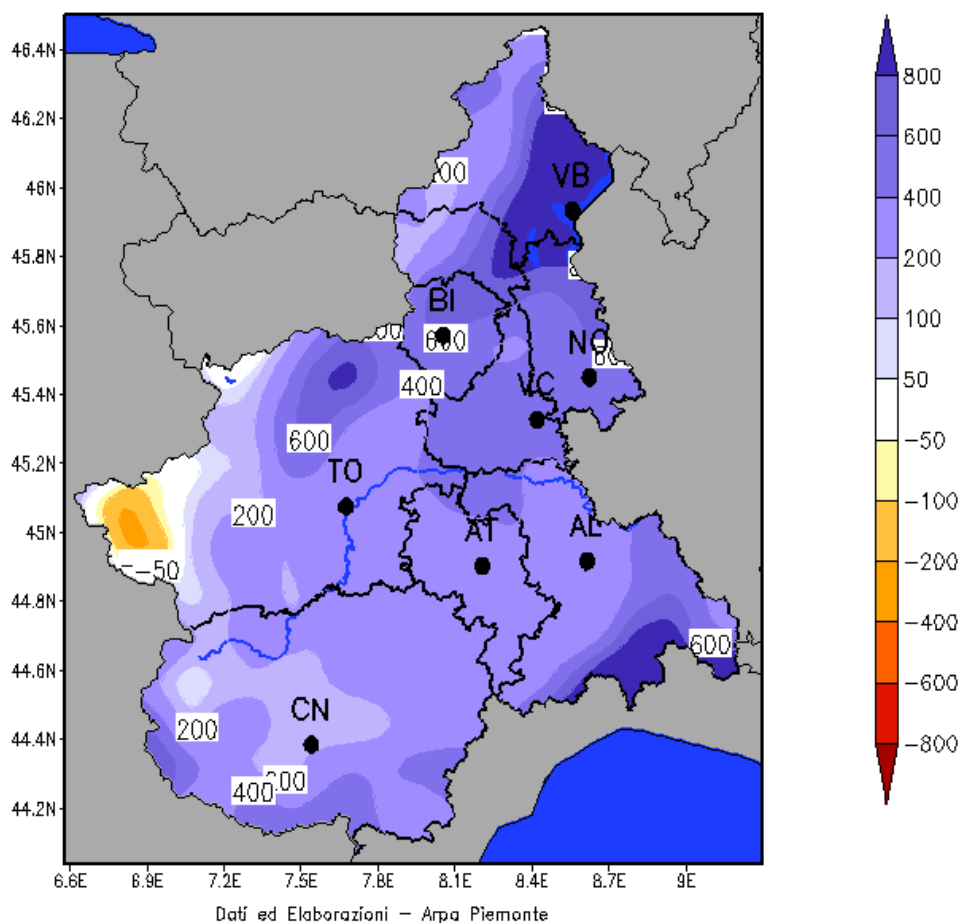 46.4N
46.2N
46N
45.8N
45.6N
45.4N
45.2N
45N
44.8N
44.6N
44.4N
44.2N
6.6E 6.9E 7.2E 7.5E 7.8E 8.1E 8.4E 8.7E 9E
VB
BI
600
NO
400
VC
600
TO
200
AT
AL
-50
600
CN
200
400
800
600
400
200
100
50
-50
-100
-200
-400
-600
-800
Dati ed Elaborazioni - Arpa Piemonte